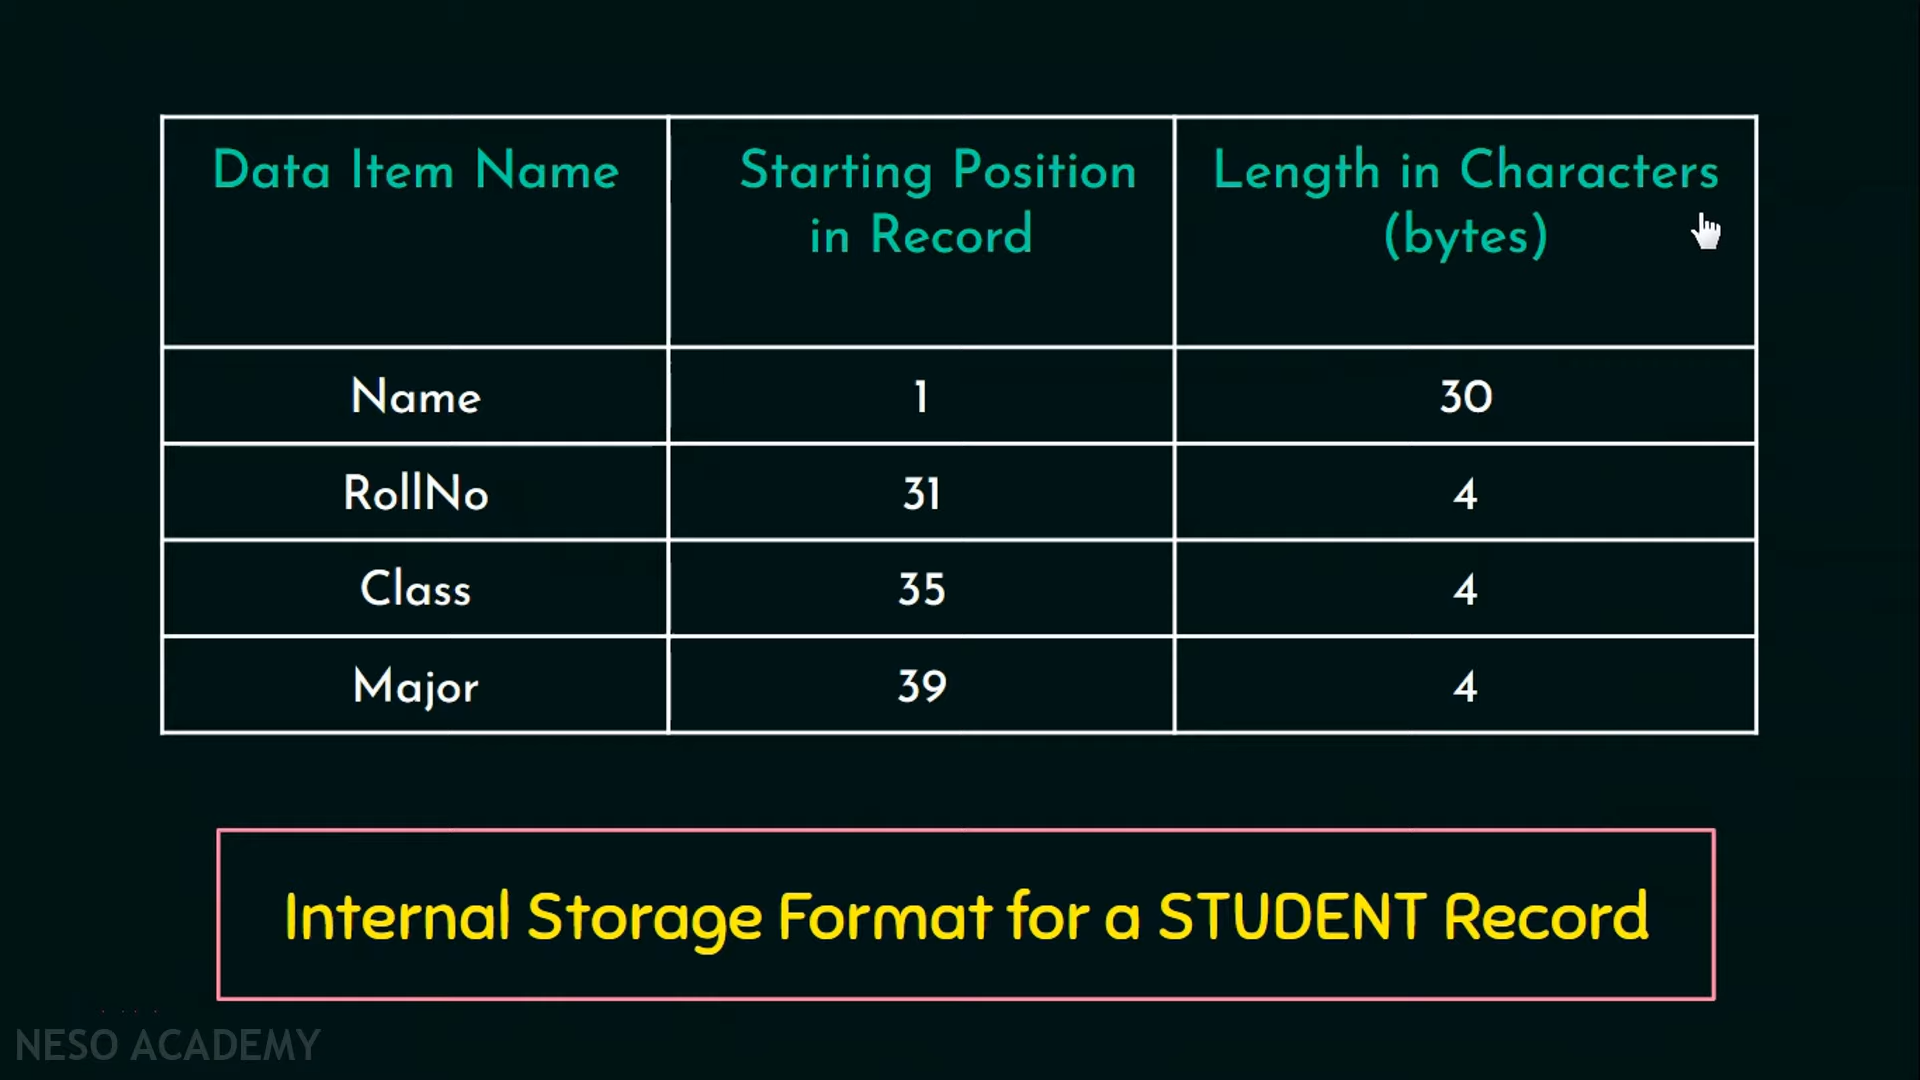 Data Item Name
Starting Position
in Record
Length in Characters
(bytes)
Name 1 30
RollNo 31 4
Class 35 4
Major 39 4
Internal Storage Format for a STUDENT Record
NESO ACADEMY